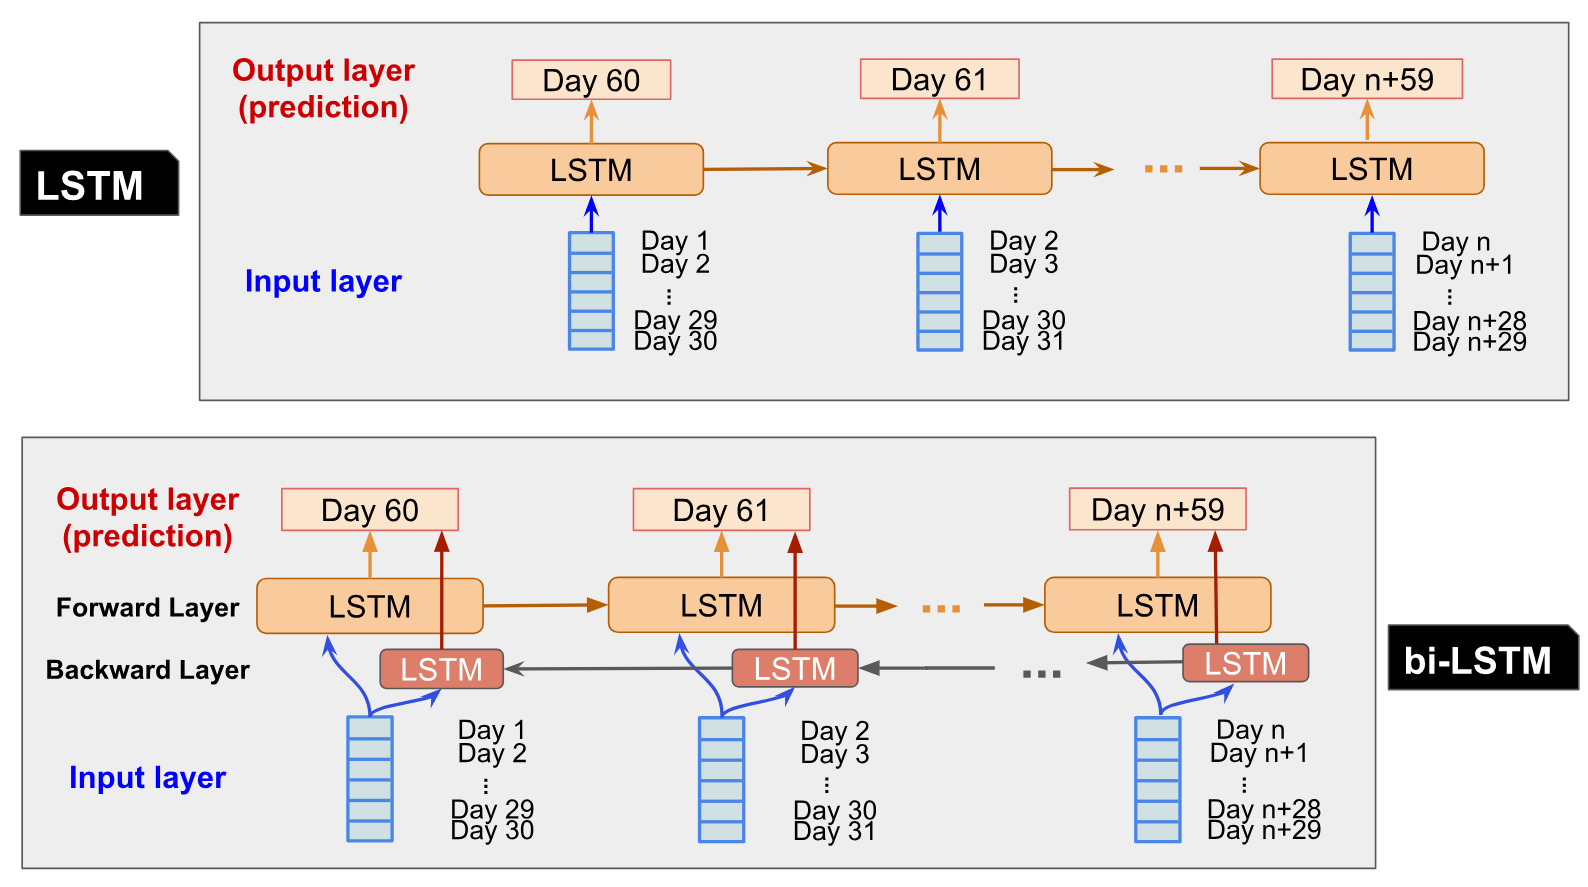 Output layer
(prediction)
Day 60
Day 61
Day n+59
LSTM
LSTM
LSTM
LSTM
Input layer
Day 1
Day 2
⋮
Day 29
Day 30
Day 2
Day 3
⋮
Day 30
Day 31
Day n
Day n+1
⋮
Day n+28
Day n+29
...
Output layer
(prediction)
Day 60
Day 61
Day n+59
Forward Layer
LSTM
LSTM
...
LSTM
Backward Layer
LSTM
LSTM
...
LSTM
bi-LSTM
Input layer
Day 1
Day 2
⋮
Day 29
Day 30
Day 2
Day 3
⋮
Day 30
Day 31
Day n
Day n+1
⋮
Day n+28
Day n+29